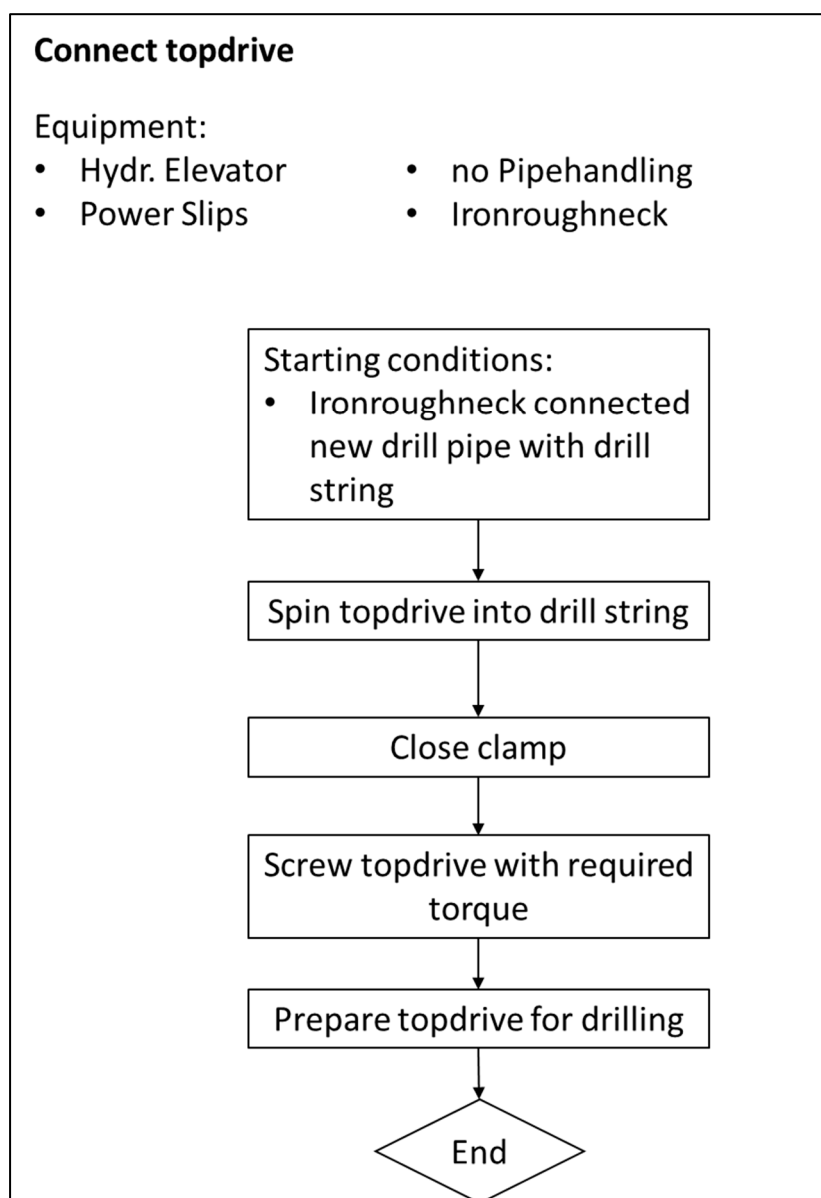 Connect topdrive
Equipment:
• Hydr. Elevator
• Power Slips
• no Pipehandling
• Ironroughneck
Starting conditions:
• Ironroughneck connected
new drill pipe with drill
string
Spin topdrive into drill string
Close clamp
Screw topdrive with required
torque
Prepare topdrive for drilling
End